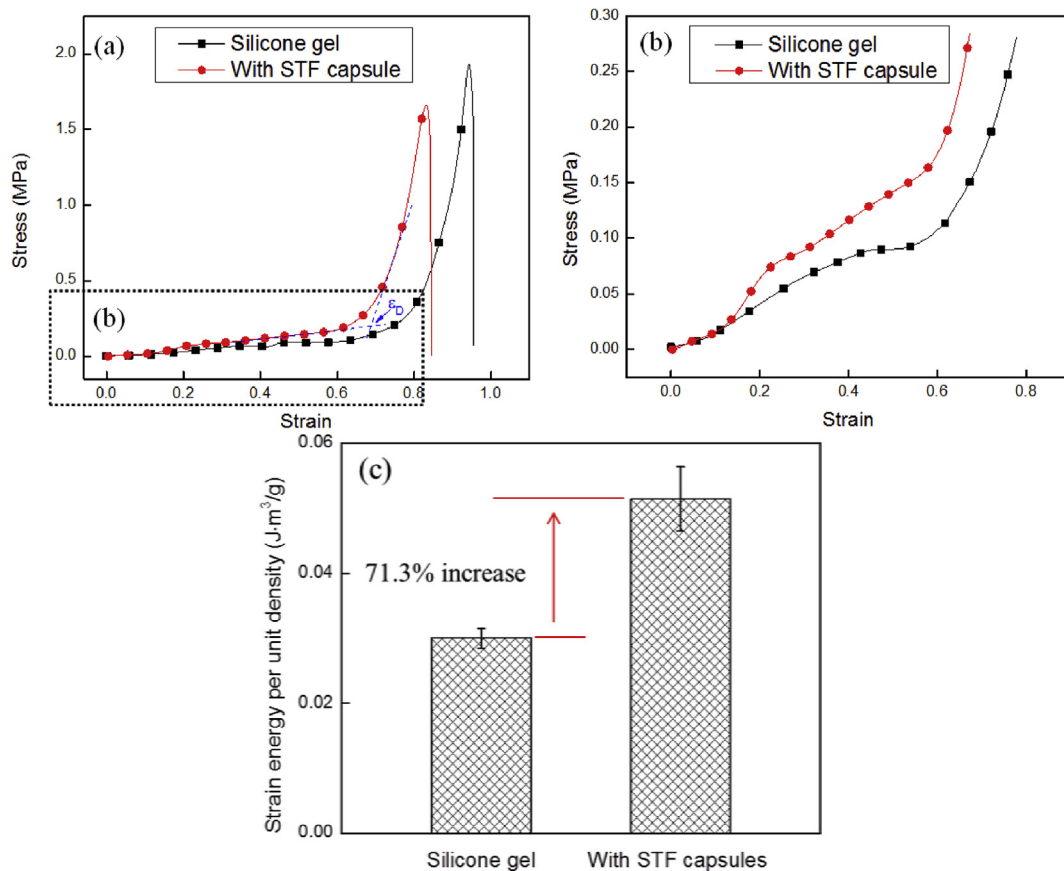 (a)
Silicone gel
With STF capsule
2.0
1.5
1.0
0.5
0.0
Stress (MPa)
(b)
ε_D
0.0 0.2 0.4 0.6 0.8 1.0
Strain
(b)
Silicone gel
With STF capsule
0.30
0.25
0.20
0.15
0.10
0.05
0.00
Stress (MPa)
0.0 0.2 0.4 0.6 0.8
Strain
(c)
0.06
0.04
0.02
0.00
Strain energy per unit density (J·m³/g)
71.3% increase
Silicone gel With STF capsules